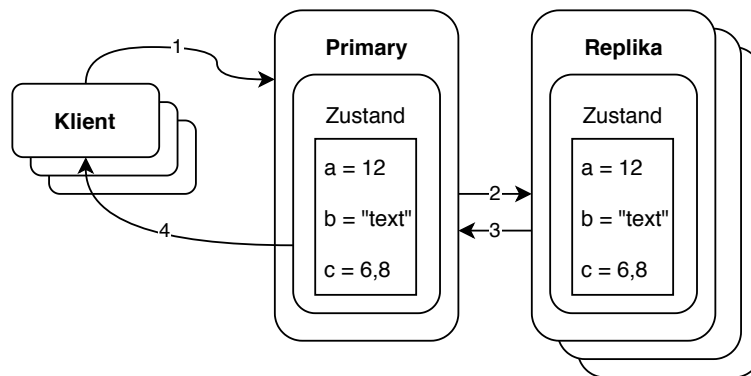 Klient
1
Primary
Zustand
a = 12
b = "text"
c = 6,8
2
3
4
Replika
Zustand
a = 12
b = "text"
c = 6,8